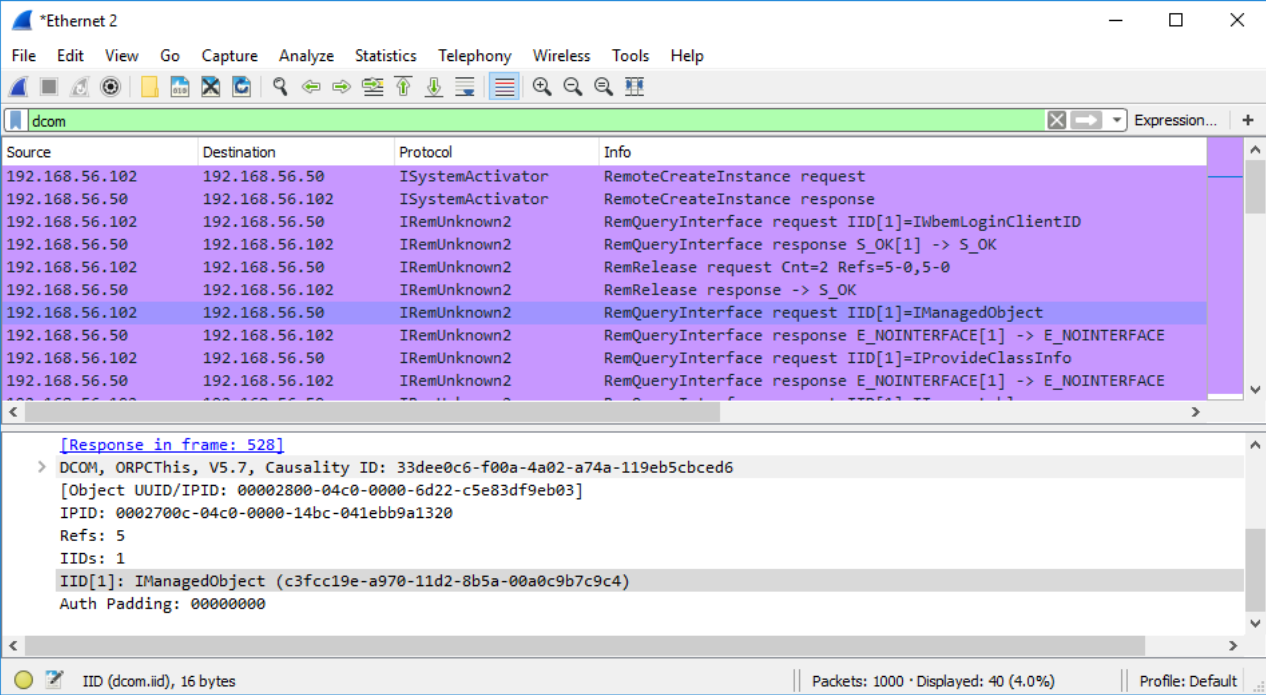 *Ethernet 2
File Edit View Go Capture Analyze Statistics Telephony Wireless Tools Help
dcom Expression... +
Source Destination Protocol Info
192.168.56.102 192.168.56.50 ISystemActivator RemoteCreateInstance request
192.168.56.50 192.168.56.102 ISystemActivator RemoteCreateInstance response
192.168.56.102 192.168.56.50 IRemUnknown2 RemQueryInterface request IID[1]=IWbemLoginClientID
192.168.56.50 192.168.56.102 IRemUnknown2 RemQueryInterface response S_OK[1] -> S_OK
192.168.56.102 192.168.56.50 IRemUnknown2 RemRelease request Cnt=2 Refs=5-0,5-0
192.168.56.50 192.168.56.102 IRemUnknown2 RemRelease response -> S_OK
192.168.56.102 192.168.56.50 IRemUnknown2 RemQueryInterface request IID[1]=IManagedObject
192.168.56.50 192.168.56.102 IRemUnknown2 RemQueryInterface response E_NOINTERFACE[1] -> E_NOINTERFACE
192.168.56.102 192.168.56.50 IRemUnknown2 RemQueryInterface request IID[1]=IProvideClassInfo
192.168.56.50 192.168.56.102 IRemUnknown2 RemQueryInterface response E_NOINTERFACE[1] -> E_NOINTERFACE
[Response in frame: 528]
DCOM, ORPCThis, V5.7, Causality ID: 33dee0c6-f00a-4a02-a74a-119eb5cbced6
[Object UUID/IPID: 00002800-04c0-0000-6d22-c5e83df9eb03]
IPID: 0002700c-04c0-0000-14bc-041ebb9a1320
Refs: 5
IIDs: 1
IID[1]: IManagedObject (c3fcc19e-a970-11d2-8b5a-00a0c9b7c9c4)
Auth Padding: 00000000
IID (dcom.iid), 16 bytes Packets: 1000 · Displayed: 40 (4.0%) Profile: Default